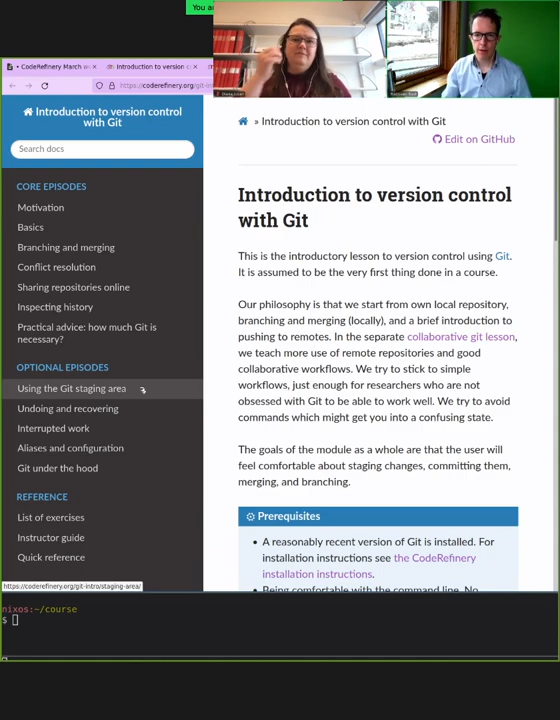 You ar
CodeRefinery March w
Introduction to version c
https://coderefinery.org/git-in
Introduction to version control
with Git
Search docs
CORE EPISODES
Motivation
Basics
Branching and merging
Conflict resolution
Sharing repositories online
Inspecting history
Practical advice: how much Git is
necessary?
OPTIONAL EPISODES
Using the Git staging area
Undoing and recovering
Interrupted work
Aliases and configuration
Git under the hood
REFERENCE
List of exercises
Instructor guide
Quick reference
https://coderefinery.org/git-intro/staging-area/
» Introduction to version control with Git
Edit on GitHub
Introduction to version control
with Git
This is the introductory lesson to version control using Git.
It is assumed to be the very first thing done in a course.
Our philosophy is that we start from own local repository,
branching and merging (locally), and a brief introduction to
pushing to remotes. In the separate collaborative git lesson,
we teach more use of remote repositories and good
collaborative workflows. We try to stick to simple
workflows, just enough for researchers who are not
obsessed with Git to be able to work well. We try to avoid
commands which might get you into a confusing state.
The goals of the module as a whole are that the user will
feel comfortable about staging changes, committing them,
merging, and branching.
Prerequisites
• A reasonably recent version of Git is installed. For
installation instructions see the CodeRefinery
installation instructions.
• Being comfortable with the command line. No
nixos:~/course
$